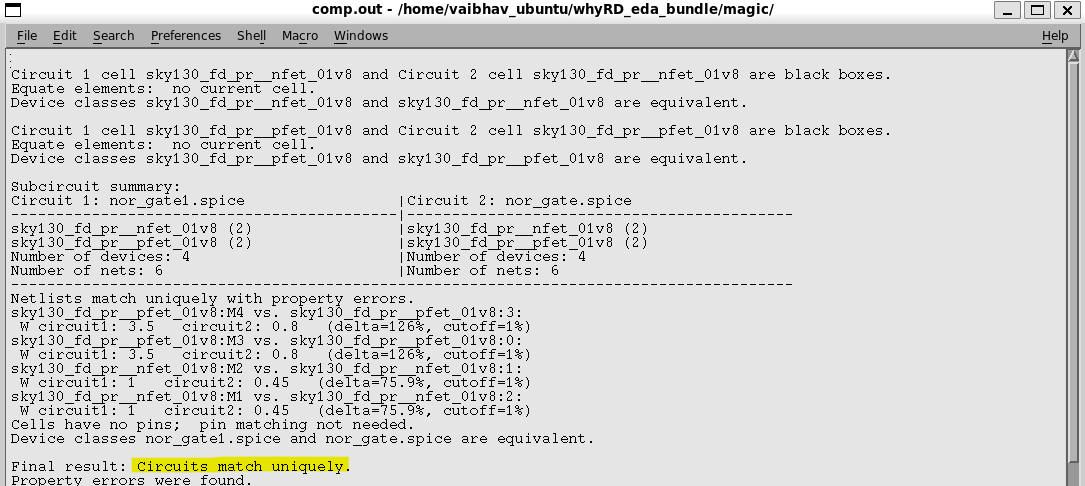 comp.out - /home/vaibhav_ubuntu/whyRD_eda_bundle/magic/
File Edit Search Preferences Shell Macro Windows Help
Circuit 1 cell sky130_fd_pr__nfet_01v8 and Circuit 2 cell sky130_fd_pr__nfet_01v8 are black boxes.
Equate elements:  no current cell.
Device classes sky130_fd_pr__nfet_01v8 and sky130_fd_pr__nfet_01v8 are equivalent.
Circuit 1 cell sky130_fd_pr__pfet_01v8 and Circuit 2 cell sky130_fd_pr__pfet_01v8 are black boxes.
Equate elements:  no current cell.
Device classes sky130_fd_pr__pfet_01v8 and sky130_fd_pr__pfet_01v8 are equivalent.
Subcircuit summary:
Circuit 1: nor_gate1.spice                 |Circuit 2: nor_gate.spice
-------------------------------------------|---------------------------------------
sky130_fd_pr__nfet_01v8 (2)                |sky130_fd_pr__nfet_01v8 (2)
sky130_fd_pr__pfet_01v8 (2)                |sky130_fd_pr__pfet_01v8 (2)
Number of devices: 4                       |Number of devices: 4
Number of nets: 6                          |Number of nets: 6
---------------------------------------------------------------------------------------
Netlists match uniquely with property errors.
sky130_fd_pr__pfet_01v8:M4 vs. sky130_fd_pr__pfet_01v8:3:
 W circuit1: 3.5   circuit2: 0.8   (delta=126%, cutoff=1%)
sky130_fd_pr__pfet_01v8:M3 vs. sky130_fd_pr__pfet_01v8:0:
 W circuit1: 3.5   circuit2: 0.8   (delta=126%, cutoff=1%)
sky130_fd_pr__nfet_01v8:M2 vs. sky130_fd_pr__nfet_01v8:1:
 W circuit1: 1   circuit2: 0.45   (delta=75.9%, cutoff=1%)
sky130_fd_pr__nfet_01v8:M1 vs. sky130_fd_pr__nfet_01v8:2:
 W circuit1: 1   circuit2: 0.45   (delta=75.9%, cutoff=1%)
Cells have no pins;  pin matching not needed.
Device classes nor_gate1.spice and nor_gate.spice are equivalent.
Final result: Circuits match uniquely.
Property errors were found.